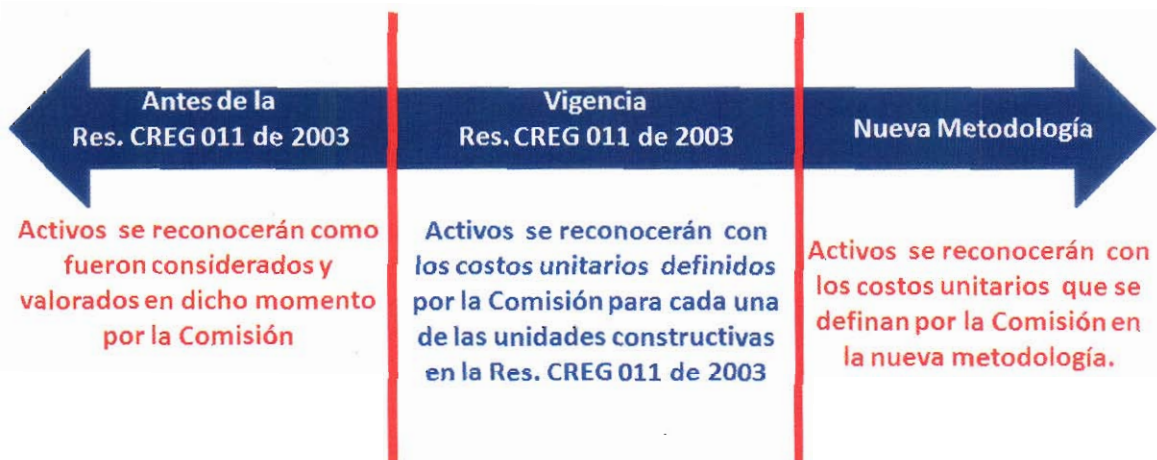 Antes de la
Res. CREG 011 de 2003
Vigencia
Res. CREG 011 de 2003
Nueva Metodología
Activos se reconocerán como
fueron considerados y
valorados en dicho momento
por la Comisión
Activos se reconocerán con
los costos unitarios definidos
por la Comisión para cada una
de las unidades constructivas
en la Res. CREG 011 de 2003
Activos se reconocerán con
los costos unitarios que se
definan por la Comisión en
la nueva metodología.